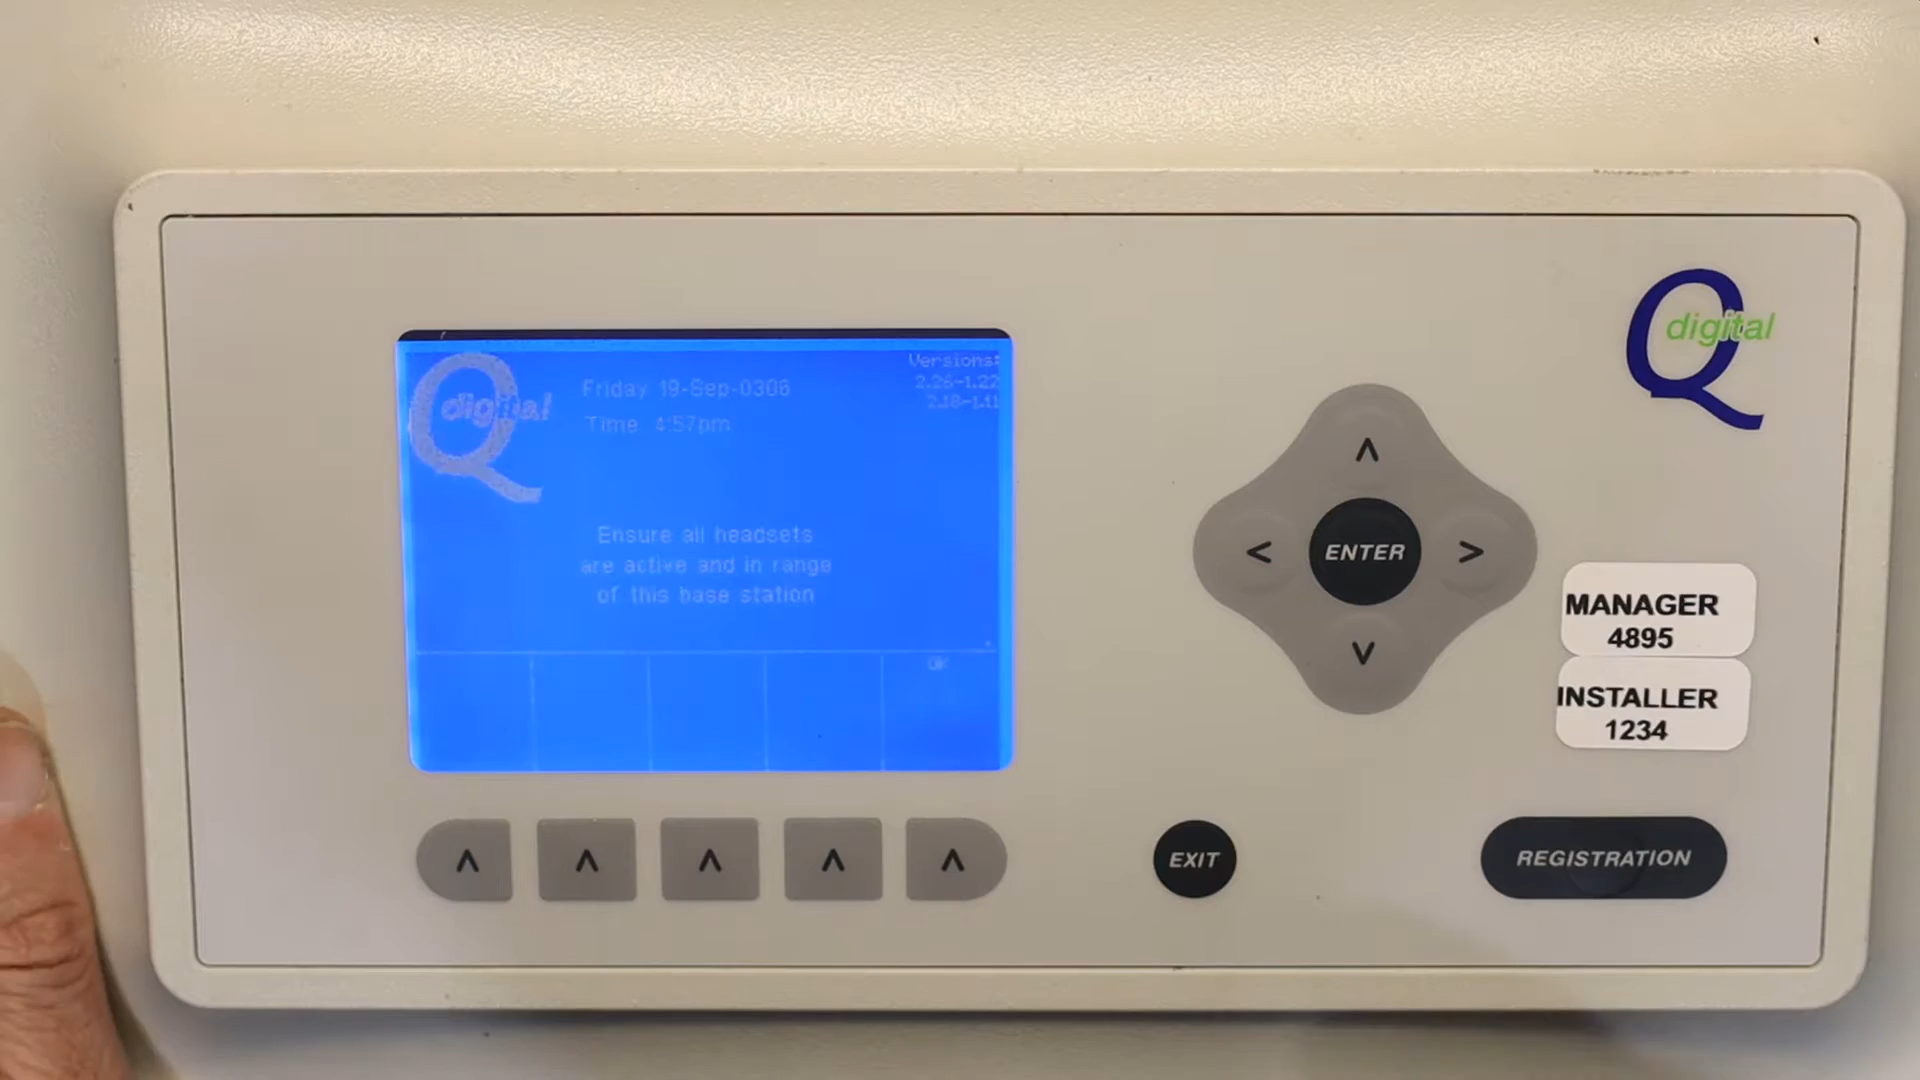 Q digital
Friday 19-Sep-0306
Time 4:57pm
Versions:
2.26-1.22
2.18-1.11
Ensure all headsets
are active and in range
of this base station
OK
Q digital
ENTER
MANAGER
4895
INSTALLER
1234
EXIT
REGISTRATION